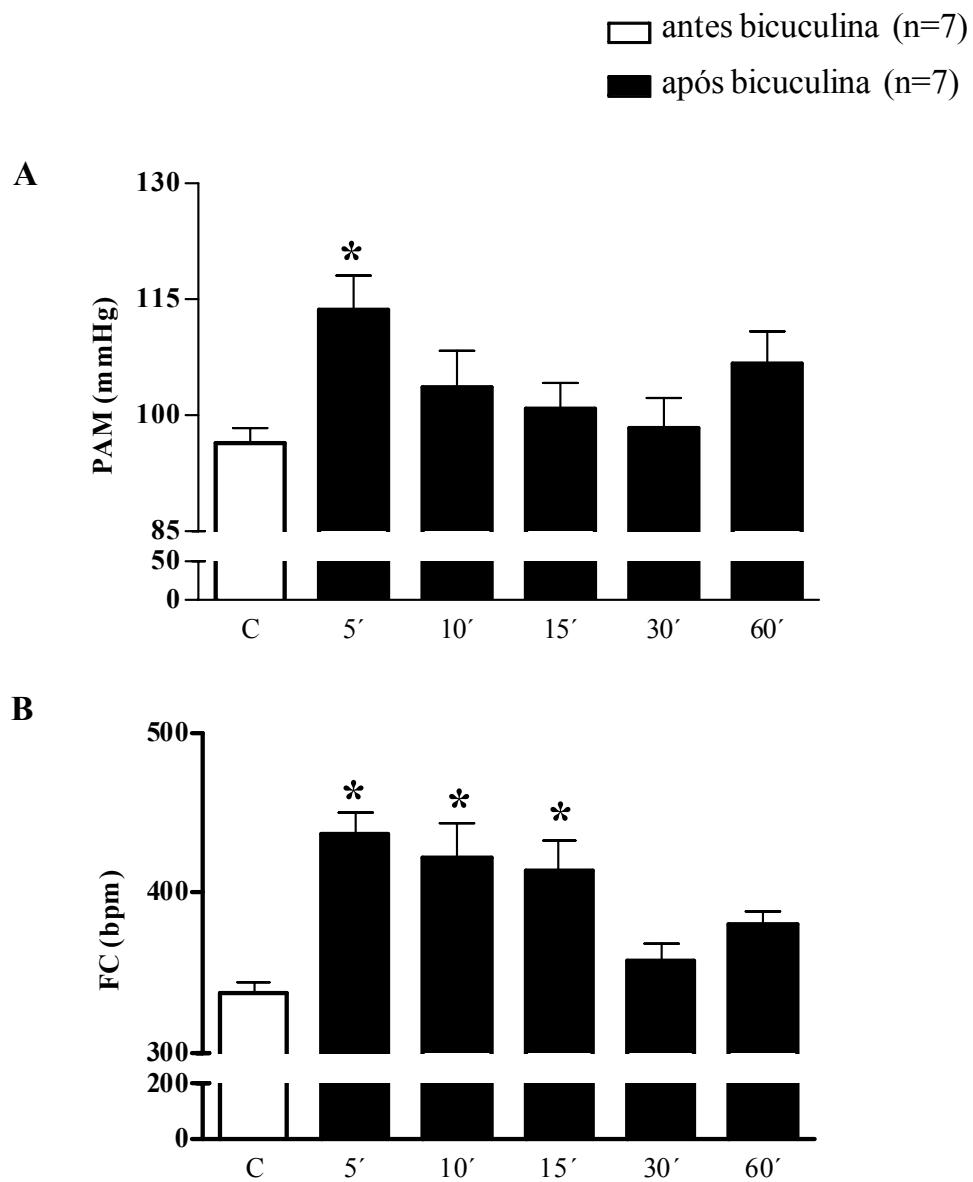 antes bicuculina (n=7)
após bicuculina (n=7)
A
130
*
115
100
85
50
0
PAM (mmHg)
C 5´ 10´ 15´ 30´ 60´
B
500
* * *
400
300
200
0
FC (bpm)
C 5´ 10´ 15´ 30´ 60´